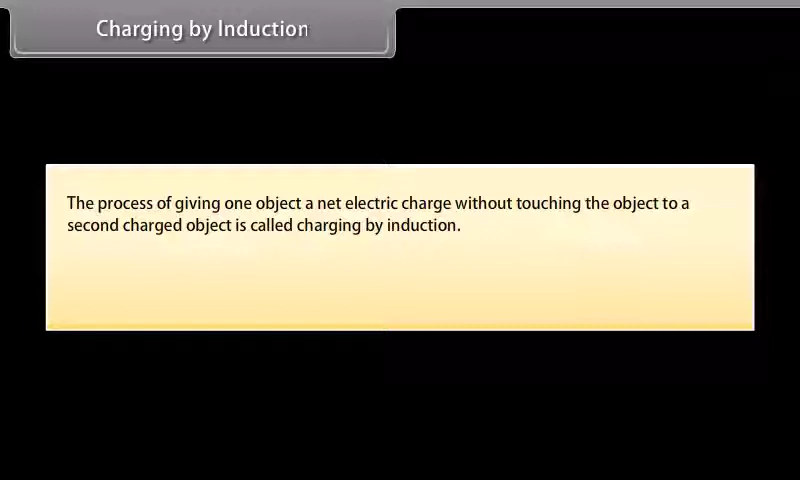 Charging by Induction
The process of giving one object a net electric charge without touching the object to a
second charged object is called charging by induction.